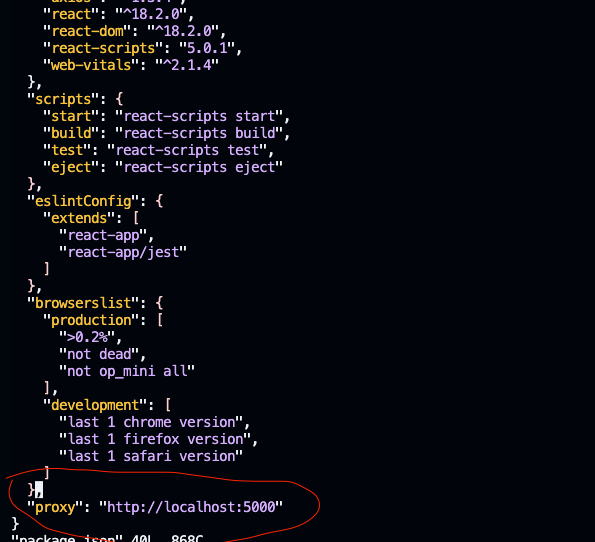 "react": "^18.2.0",
"react-dom": "^18.2.0",
"react-scripts": "5.0.1",
"web-vitals": "^2.1.4"
},
"scripts": {
"start": "react-scripts start",
"build": "react-scripts build",
"test": "react-scripts test",
"eject": "react-scripts eject"
},
"eslintConfig": {
"extends": [
"react-app",
"react-app/jest"
]
},
"browserslist": {
"production": [
">0.2%",
"not dead",
"not op_mini all"
],
"development": [
"last 1 chrome version",
"last 1 firefox version",
"last 1 safari version"
]
},
"proxy": "http://localhost:5000"
}
"package.json" 40L, 868C